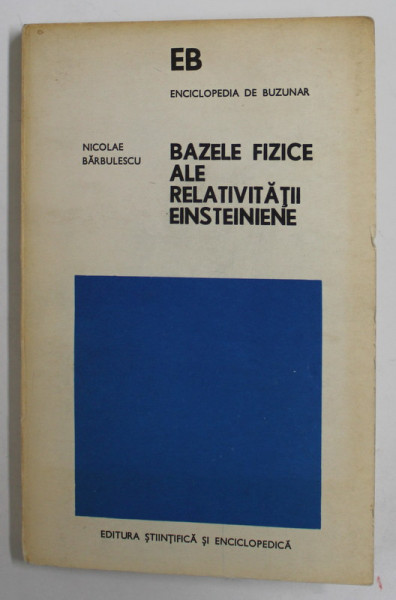 EB
ENCICLOPEDIA DE BUZUNAR
NICOLAE
BĂRBULESCU
BAZELE FIZICE
ALE
RELATIVITĂŢII
EINSTEINIENE
EDITURA ŞTIINŢIFICĂ ŞI ENCICLOPEDICĂ